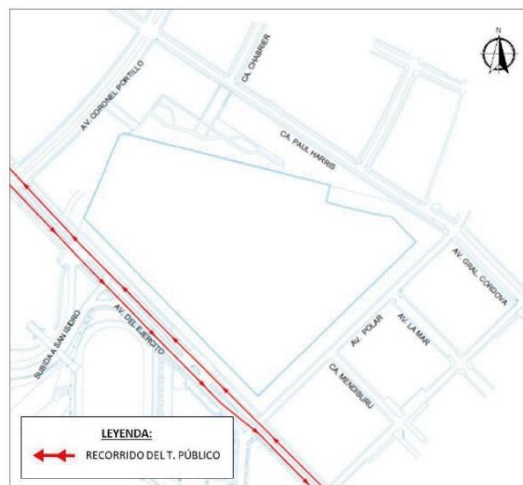 N
CA. CHABRIER
AV. CORONEL PORTILLO
CA. PAUL HARRIS
AV. GRAL. CORDOVA
AV. LA MAR
AV. POLAR
AV. DEL EJERCITO
SUBIDA A SAN ISIDRO
CA. MENDIBURU
LEYENDA:
RECORRIDO DEL T. PÚBLICO